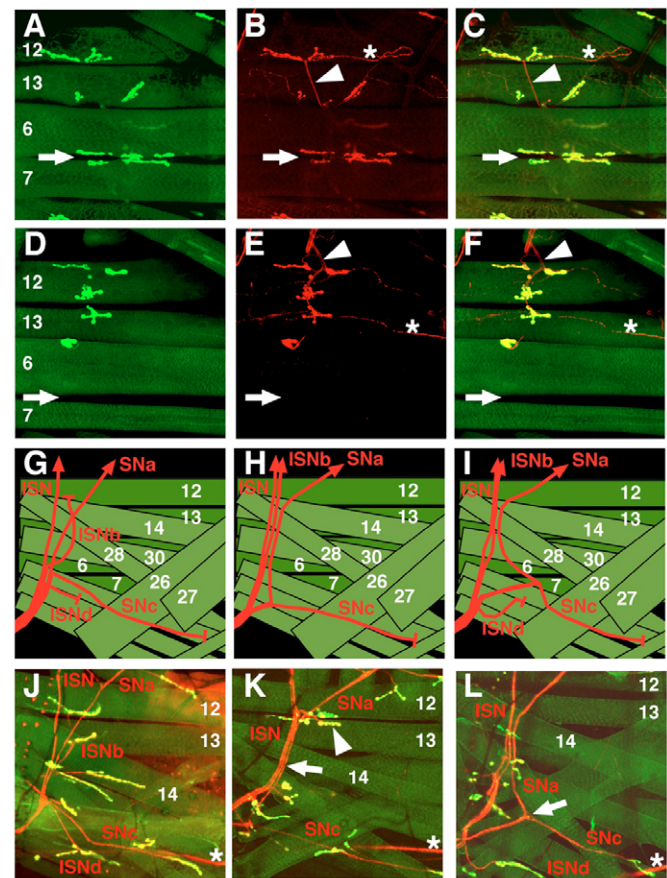 A
B
C
12
*
*
13
6
7
D
E
F
12
13
*
*
6
7
G
H
I
SNa
ISNb
SNa
ISNb
SNa
ISN
ISN
ISN
12
12
12
13
13
13
ISNb
14
14
14
28
30
28
30
28
30
6
6
6
7
26
7
26
7
26
27
27
27
SNc
SNc
SNc
ISNd
ISNd
J
K
L
ISN
SNa
12
SNa
12
12
ISN
13
ISNb
13
ISN
13
14
14
14
SNa
SNc
SNc
SNc
ISNd
*
*
ISNd
*